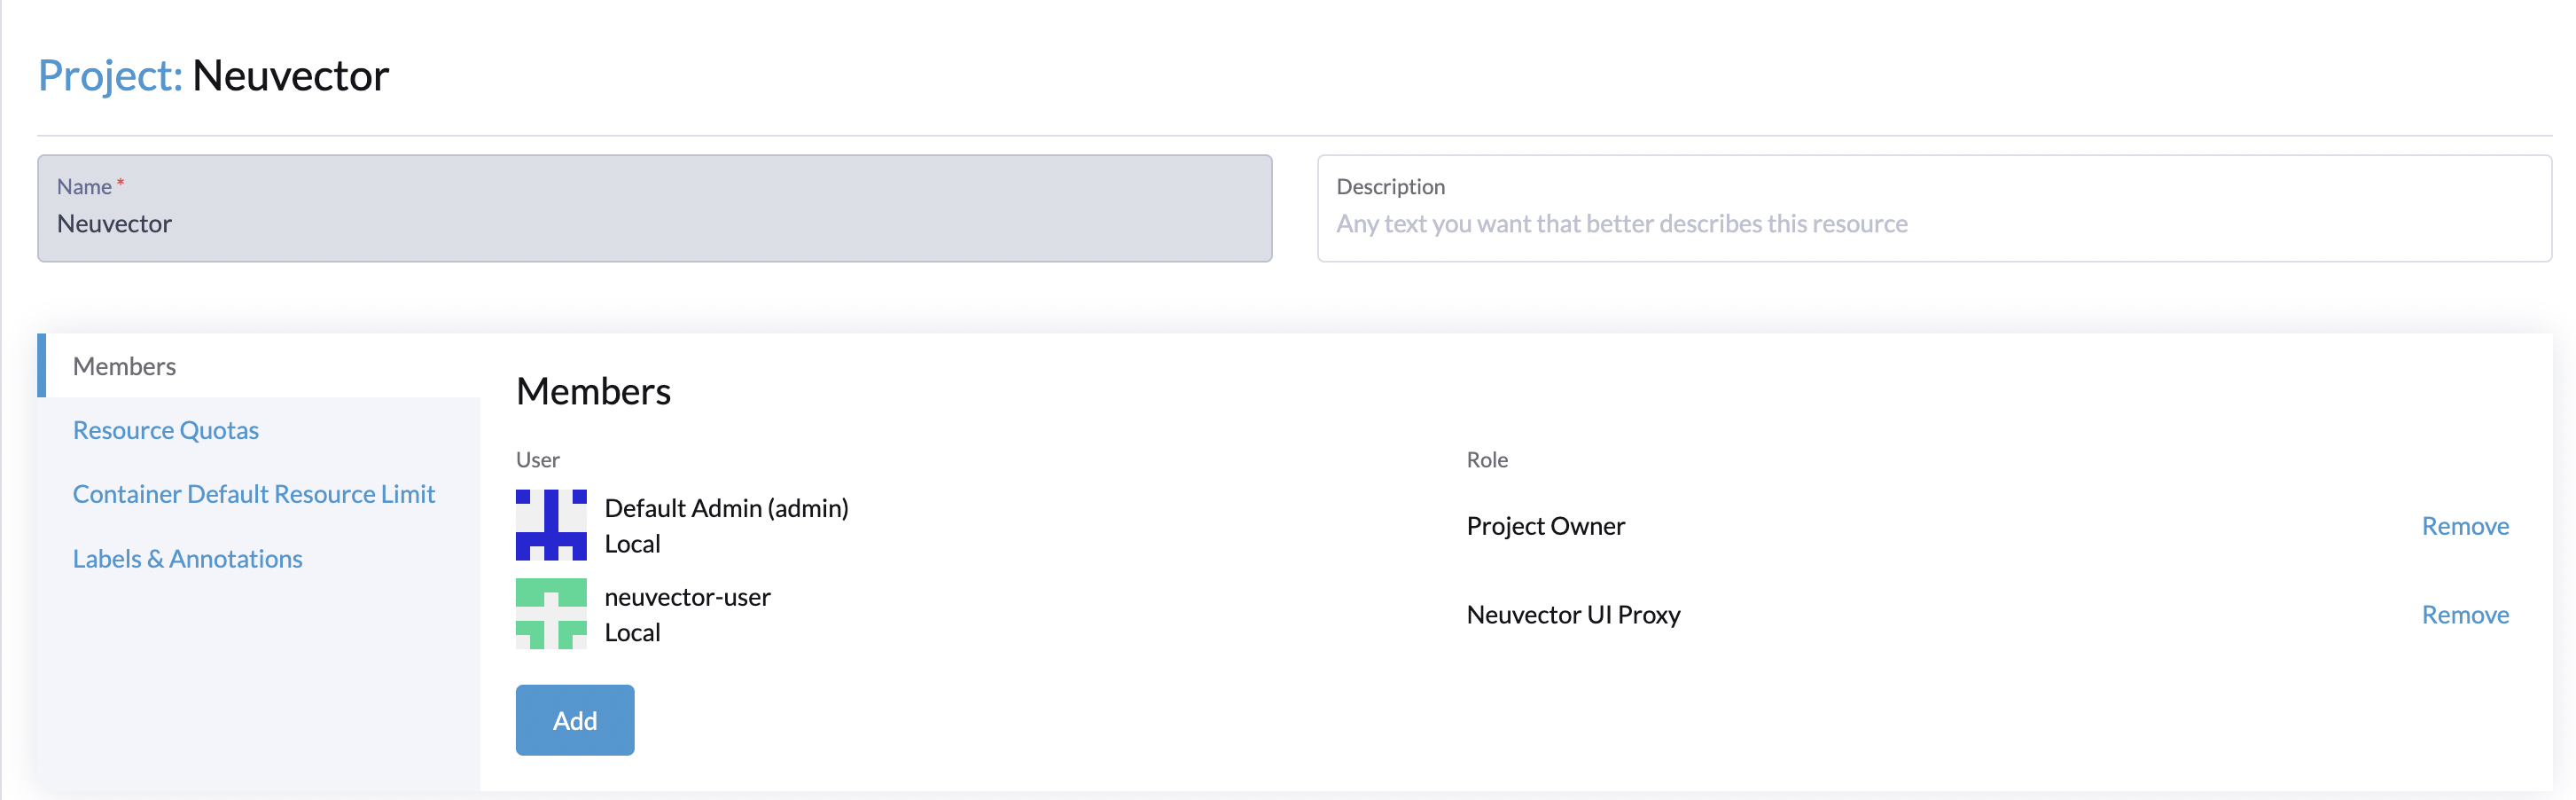 Project: Neuvector
Name *
Neuvector
Description
Any text you want that better describes this resource
Members
Resource Quotas
Container Default Resource Limit
Labels & Annotations
Members
User
Role
Default Admin (admin)
Local
Project Owner
Remove
neuvector-user
Local
Neuvector UI Proxy
Remove
Add